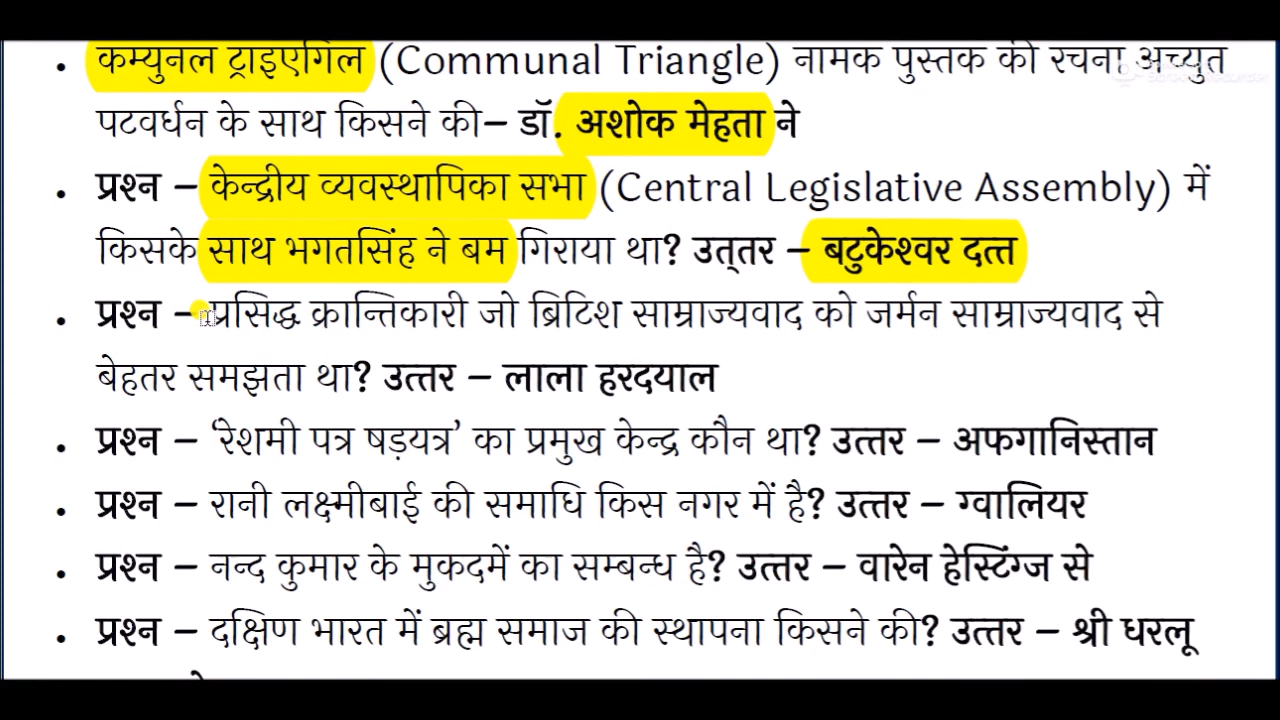 कम्युनल ट्राइएंगिल (Communal Triangle) नामक पुस्तक की रचना अच्युत
पटवर्धन के साथ किसने की– डॉ. अशोक मेहता ने
प्रश्न – केन्द्रीय व्यवस्थापिका सभा (Central Legislative Assembly) में
किसके साथ भगतसिंह ने बम गिराया था? उत्‌तर – बटुकेश्वर दत्त
प्रश्न – प्रसिद्ध क्रान्तिकारी जो ब्रिटिश साम्राज्यवाद को जर्मन साम्राज्यवाद से
बेहतर समझता था? उत्तर – लाला हरदयाल
प्रश्न – ‘रेशमी पत्र षड़यत्र’ का प्रमुख केन्द्र कौन था? उत्तर – अफगानिस्तान
प्रश्न – रानी लक्ष्मीबाई की समाधि किस नगर में है? उत्तर – ग्वालियर
प्रश्न – नन्द कुमार के मुकदमें का सम्बन्ध है? उत्तर – वारेन हेस्टिंग्ज से
प्रश्न – दक्षिण भारत में ब्रह्म समाज की स्थापना किसने की? उत्तर – श्री धरलू